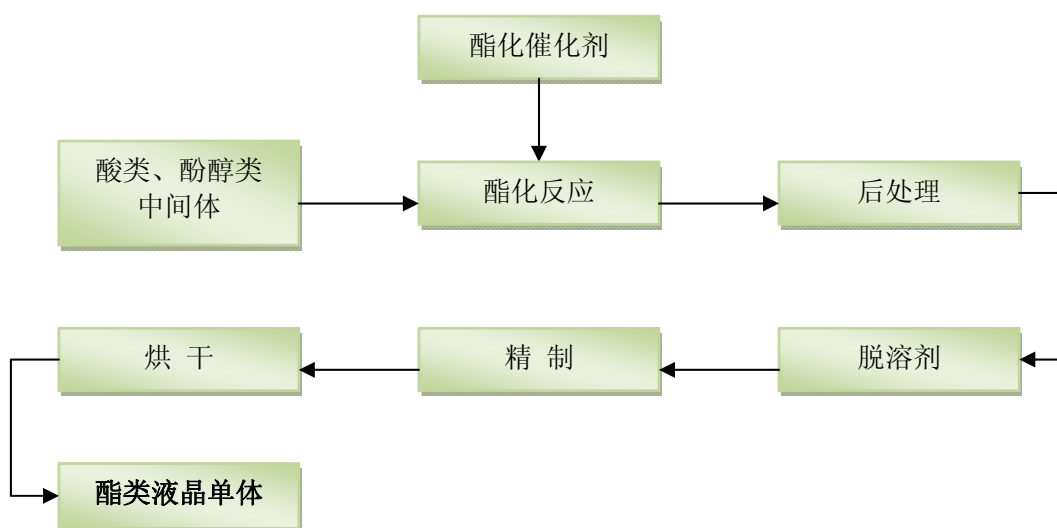 酯化催化剂
酸类、酚醇类
中间体
酯化反应
后处理
烘 干
精 制
脱溶剂
酯类液晶单体